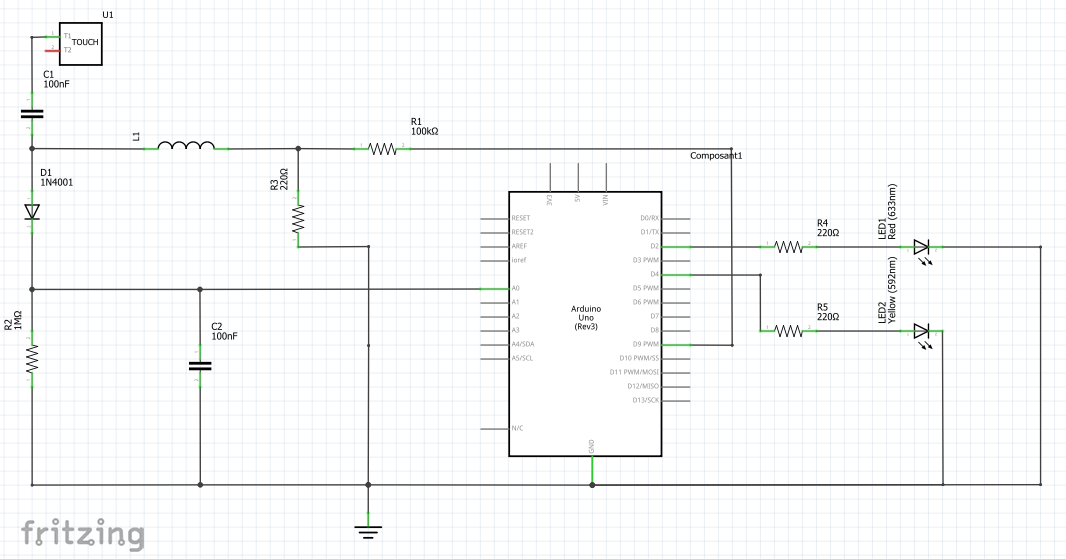 U1
T1
TOUCH
T2
C1
100nF
L1
R1
100kΩ
Composant1
D1
1N4001
R3
220Ω
3V3
5V
VIN
RESET
RESET2
AREF
ioref
A0
A1
A2
A3
A4/SDA
A5/SCL
N/C
D0/RX
D1/TX
D2
D3 PWM
D4
D5 PWM
D6 PWM
D7
D8
D9 PWM
D10 PWM/SS
D11 PWM/MOSI
D12/MISO
D13/SCK
GND
Arduino
Uno
(Rev3)
R4
220Ω
LED1
Red (633nm)
R5
220Ω
LED2
Yellow (592nm)
R2
1MΩ
C2
100nF
fritzing